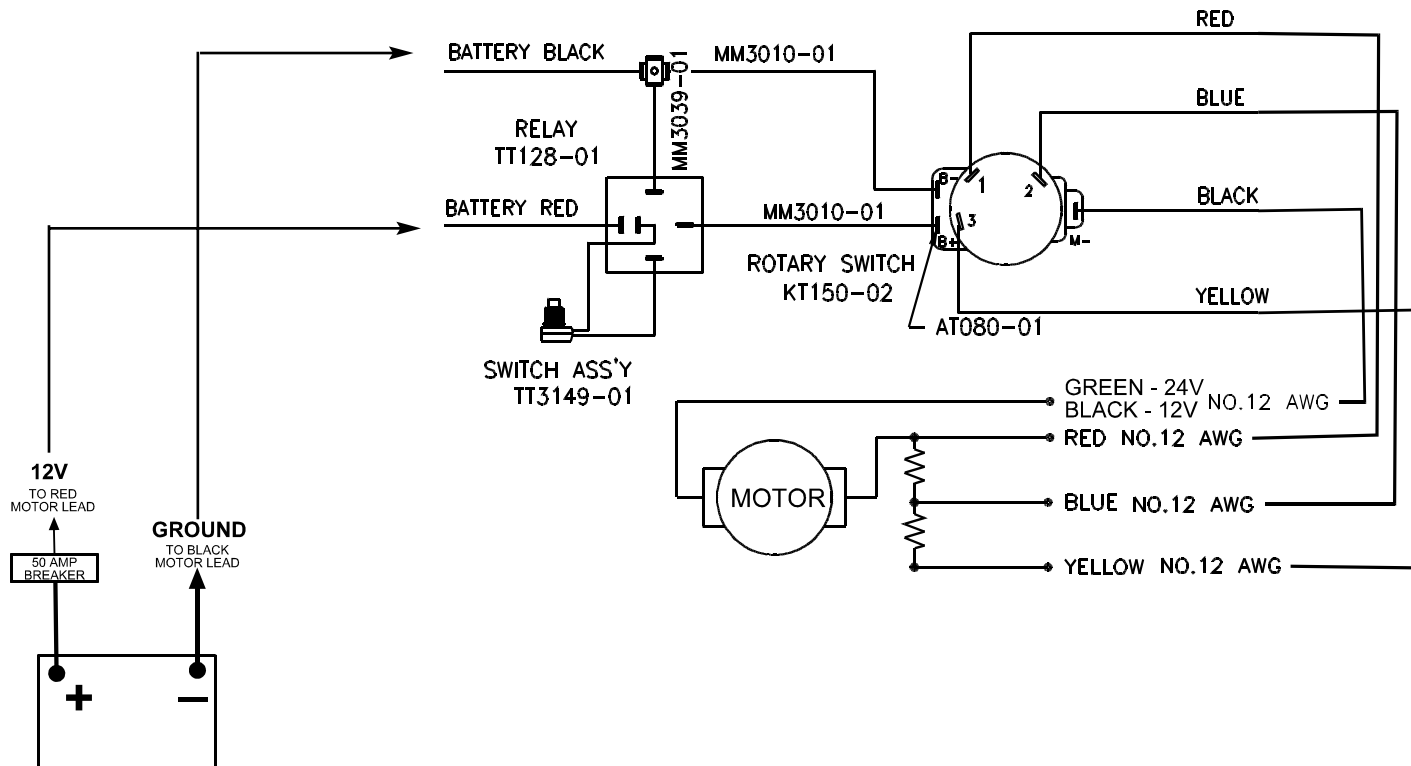 RED
BATTERY BLACK
MM3010-01
MM3039-01
BLUE
RELAY
TT128-01
B-
1
2
BATTERY RED
MM3010-01
3
BLACK
B+
M-
ROTARY SWITCH
KT150-02
YELLOW
AT080-01
SWITCH ASS'Y
TT3149-01
GREEN - 24V
BLACK - 12V NO.12 AWG
RED NO.12 AWG
12V
TO RED
MOTOR LEAD
MOTOR
BLUE NO.12 AWG
GROUND
TO BLACK
MOTOR LEAD
50 AMP
BREAKER
YELLOW NO.12 AWG
+
−